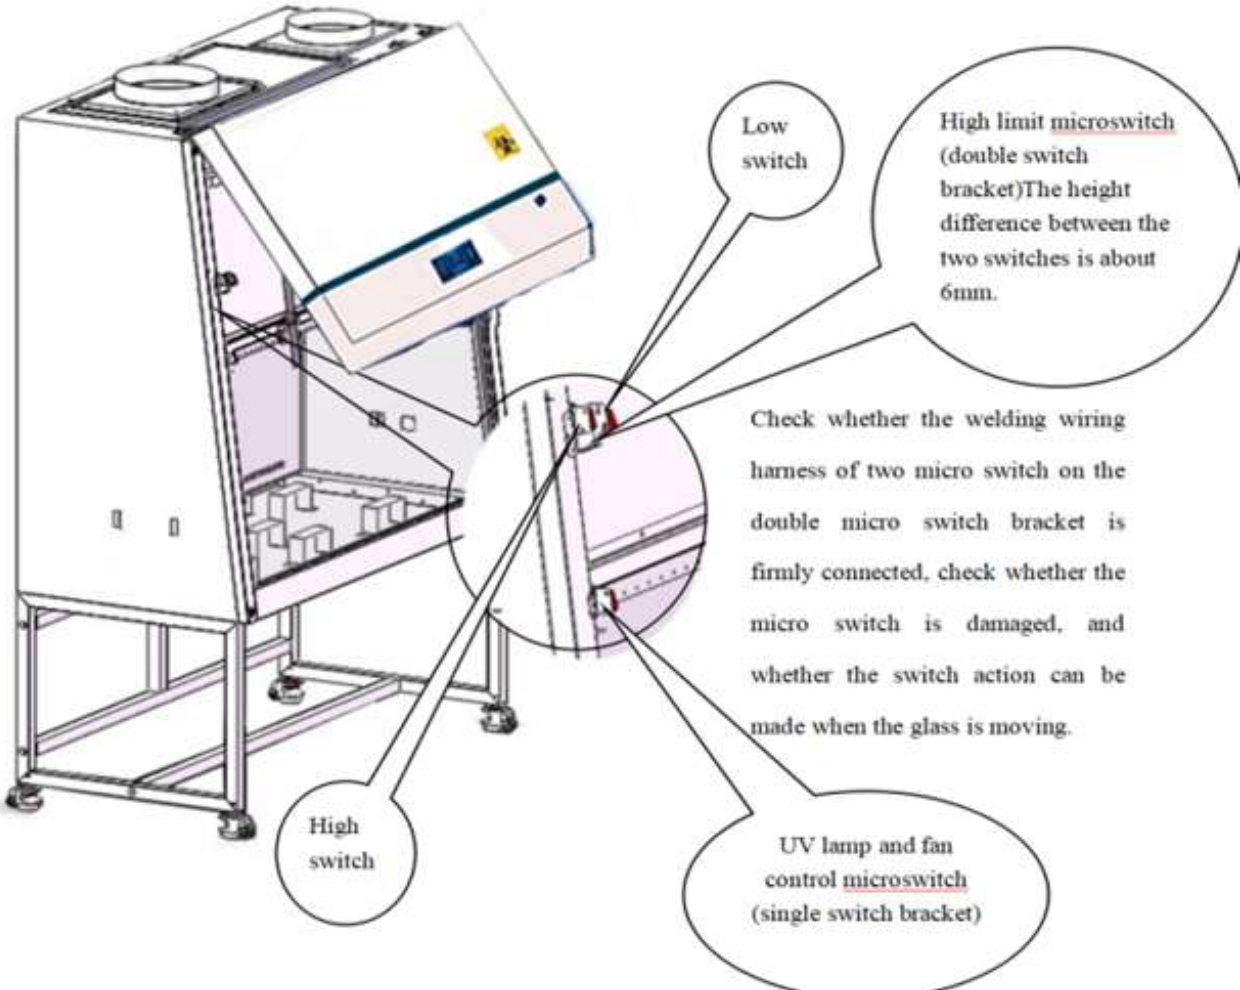 Low
switch
High limit microswitch
(double switch
bracket)The height
difference between the
two switches is about
6mm.
Check whether the welding wiring
harness of two micro switch on the
double micro switch bracket is
firmly connected, check whether the
micro switch is damaged, and
whether the switch action can be
made when the glass is moving.
High
switch
UV lamp and fan
control microswitch
(single switch bracket)